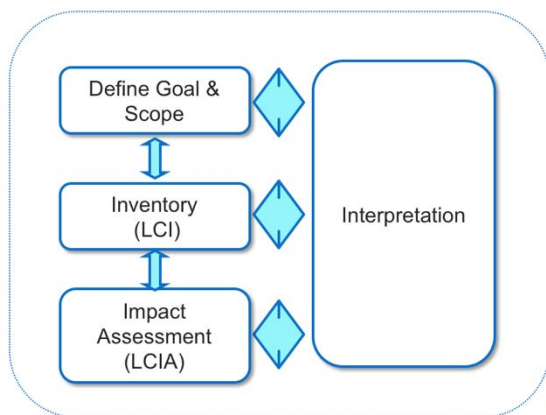 Define Goal &
Scope
Inventory
(LCI)
Interpretation
Impact
Assessment
(LCIA)